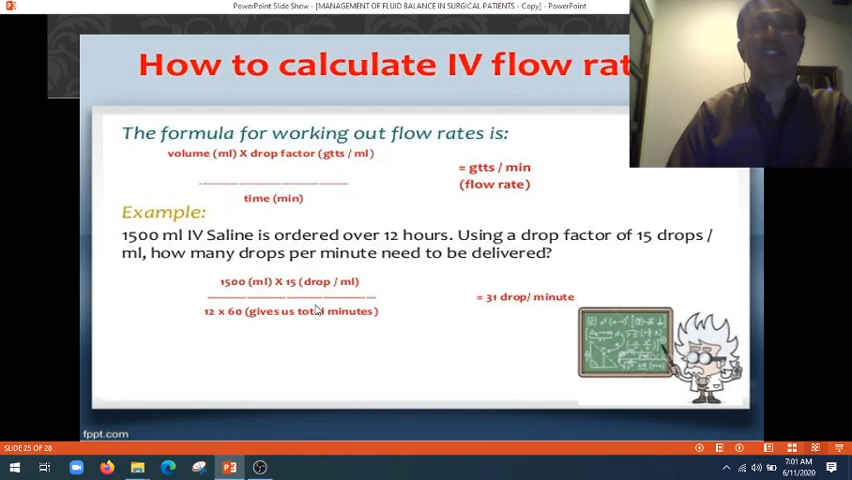 PowerPoint Slide Show - [MANAGEMENT OF FLUID BALANCE IN SURGICAL PATIENTS - Copy] - PowerPoint
How to calculate IV flow rat
The formula for working out flow rates is:
volume (ml) X drop factor (gtts / ml)
= gtts / min
(flow rate)
time (min)
Example:
1500 ml IV Saline is ordered over 12 hours. Using a drop factor of 15 drops /
ml, how many drops per minute need to be delivered?
1500 (ml) X 15 (drop / ml)
= 31 drop/ minute
12 x 60 (gives us total minutes)
fppt.com
SLIDE 25 OF 28
7:01 AM
6/11/2020